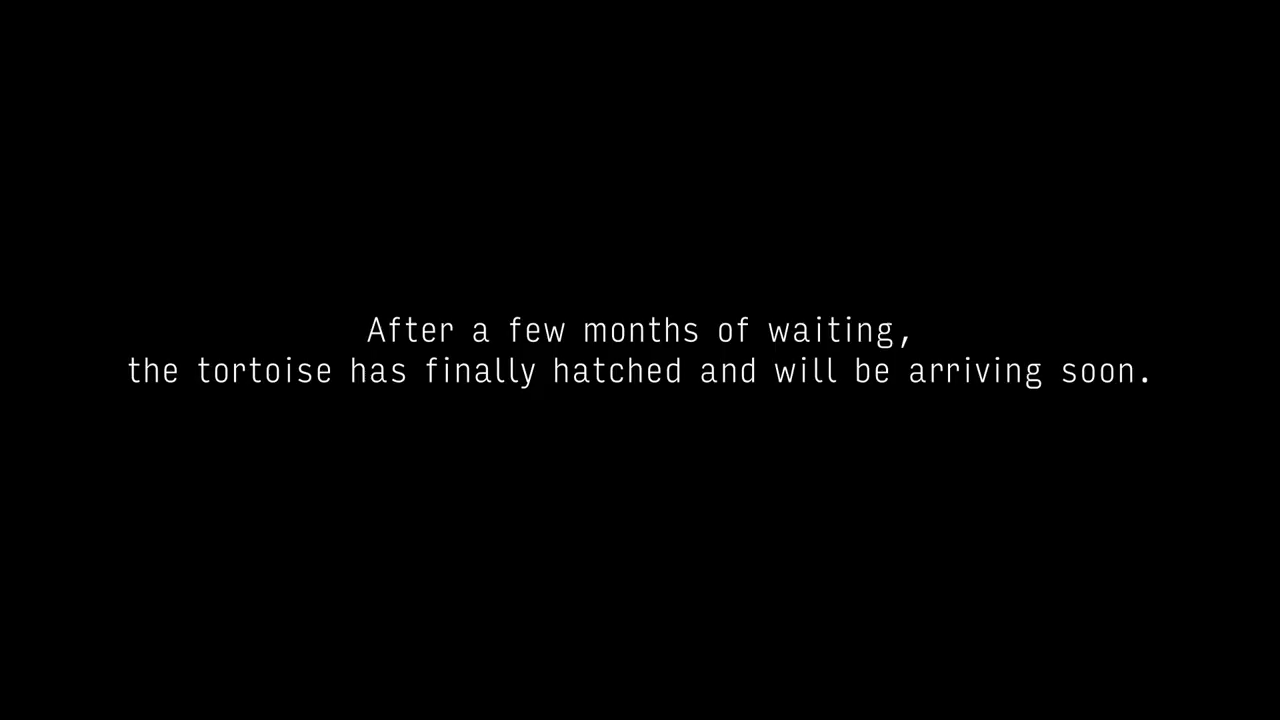 After a few months of waiting,
the tortoise has finally hatched and will be arriving soon.